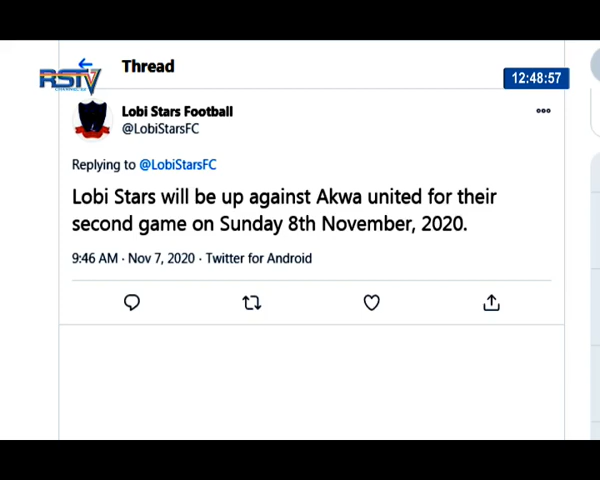 Thread
RSTV
12:48:57
Lobi Stars Football
@LobiStarsFC
Replying to @LobiStarsFC
Lobi Stars will be up against Akwa united for their
second game on Sunday 8th November, 2020.
9:46 AM · Nov 7, 2020 · Twitter for Android